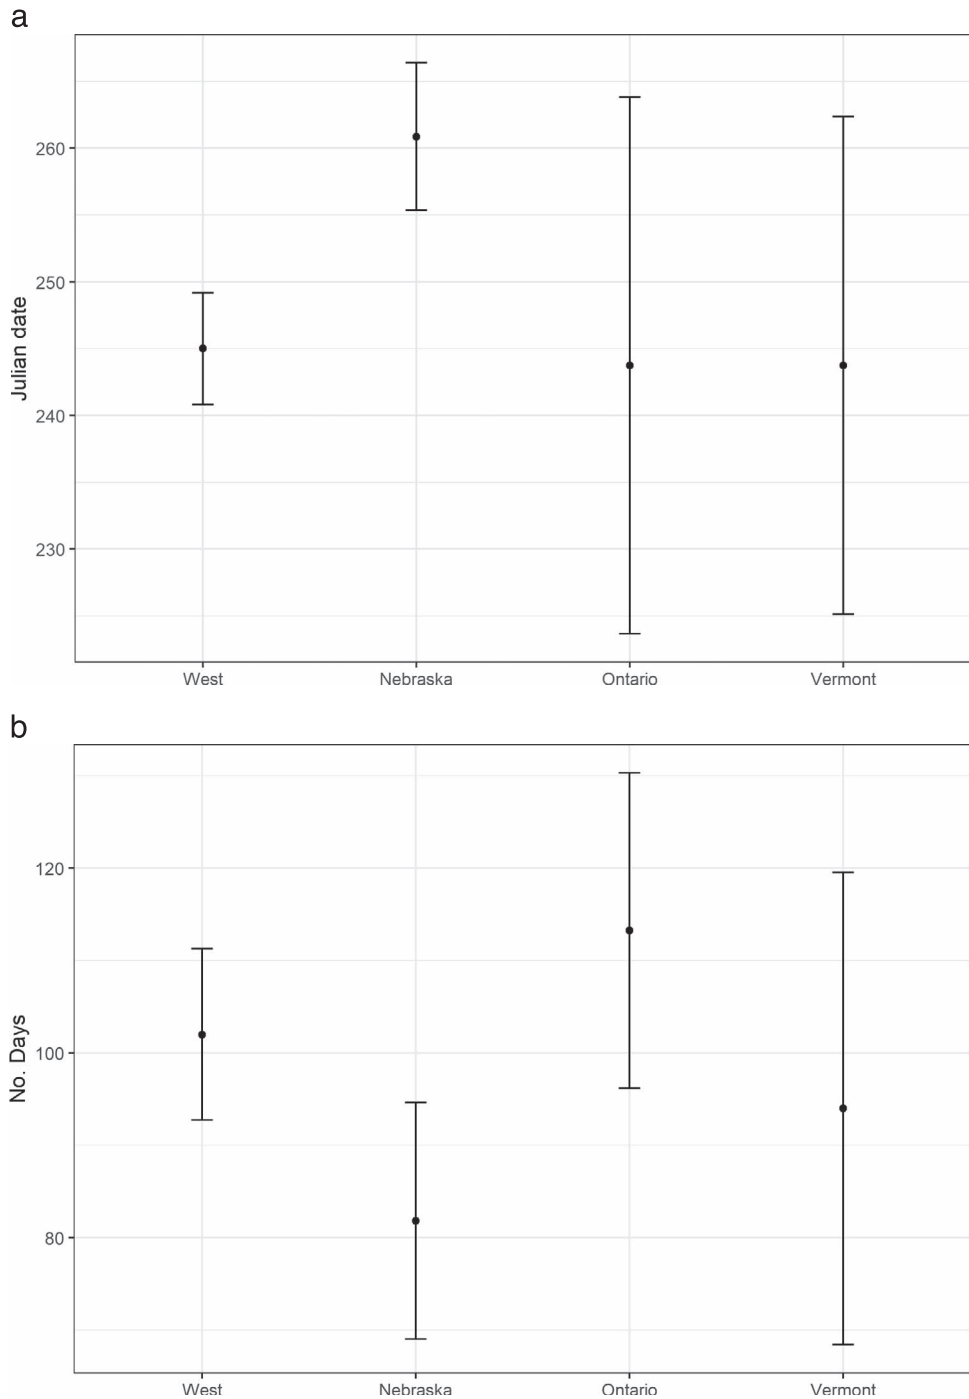 a
260
250
240
230
Julian date
West Nebraska Ontario Vermont
b
120
100
80
No. Days
West Nebraska Ontario Vermont